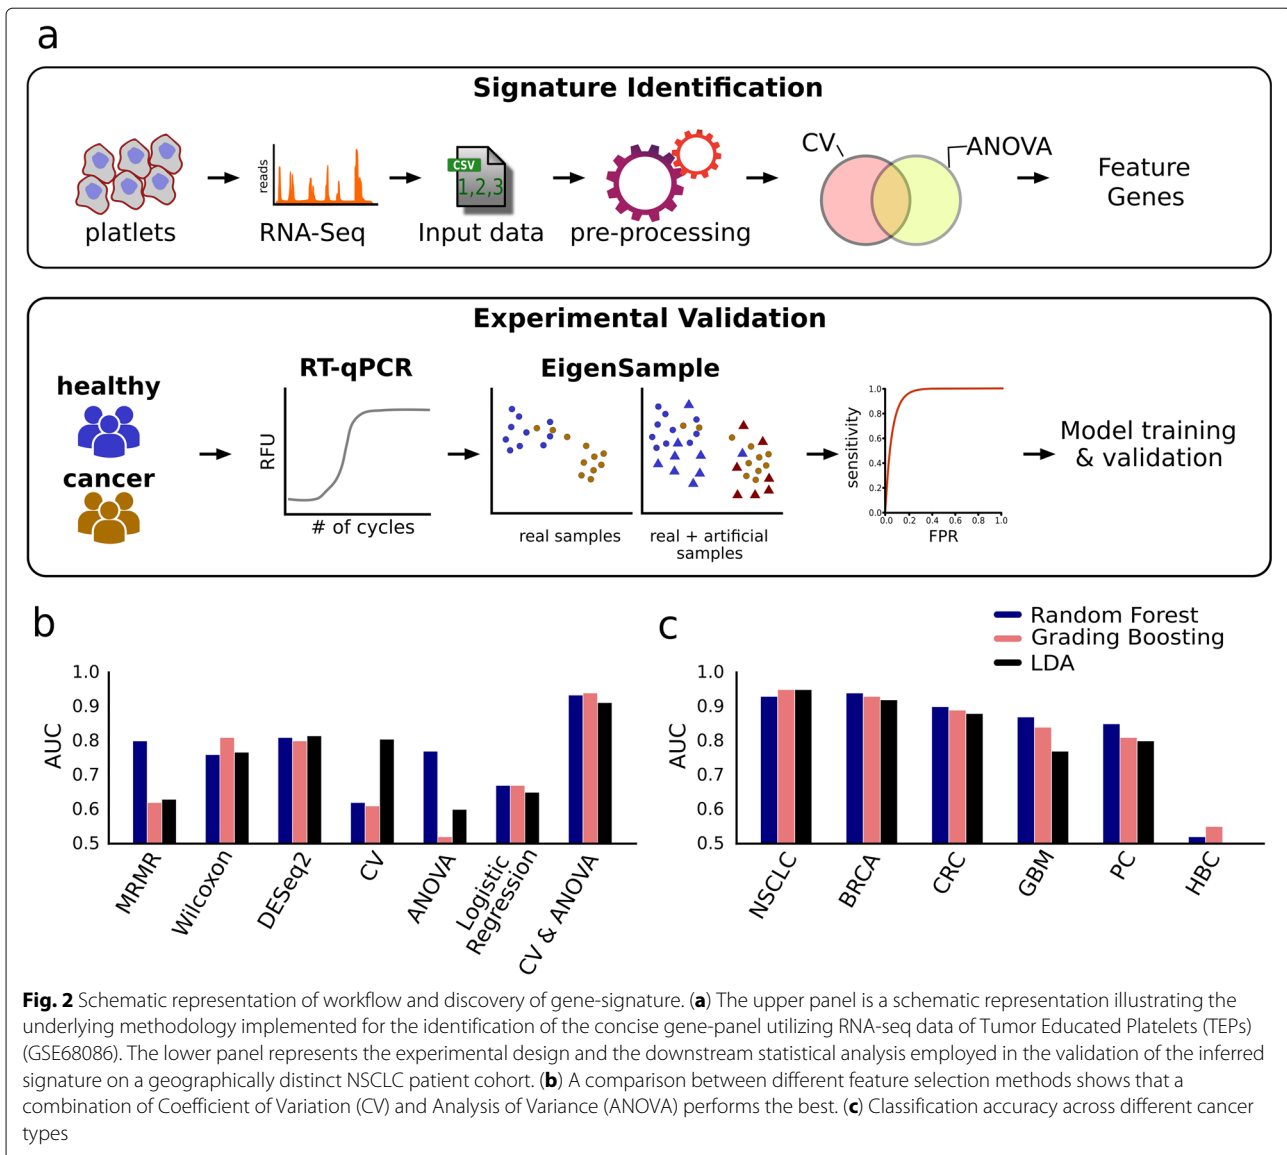 a
Signature Identification
platlets
reads
RNA-Seq
CSV
1,2,3
Input data
pre-processing
CV
ANOVA
Feature
Genes
Experimental Validation
healthy
cancer
RT-qPCR
RFU
# of cycles
EigenSample
real samples
real + artificial
samples
sensitivity
1.0
0.8
0.6
0.4
0.2
0.0
0.0 0.2 0.4 0.6 0.8 1.0
FPR
Model training
& validation
b
AUC
1.0
0.9
0.8
0.7
0.6
0.5
MRMR
Wilcoxon
DESeq2
CV
ANOVA
Logistic
Regression
CV & ANOVA
c
Random Forest
Grading Boosting
LDA
AUC
1.0
0.9
0.8
0.7
0.6
0.5
NSCLC
BRCA
CRC
GBM
PC
HBC
Fig. 2 Schematic representation of workflow and discovery of gene-signature. (a) The upper panel is a schematic representation illustrating the
underlying methodology implemented for the identification of the concise gene-panel utilizing RNA-seq data of Tumor Educated Platelets (TEPs)
(GSE68086). The lower panel represents the experimental design and the downstream statistical analysis employed in the validation of the inferred
signature on a geographically distinct NSCLC patient cohort. (b) A comparison between different feature selection methods shows that a
combination of Coefficient of Variation (CV) and Analysis of Variance (ANOVA) performs the best. (c) Classification accuracy across different cancer
types